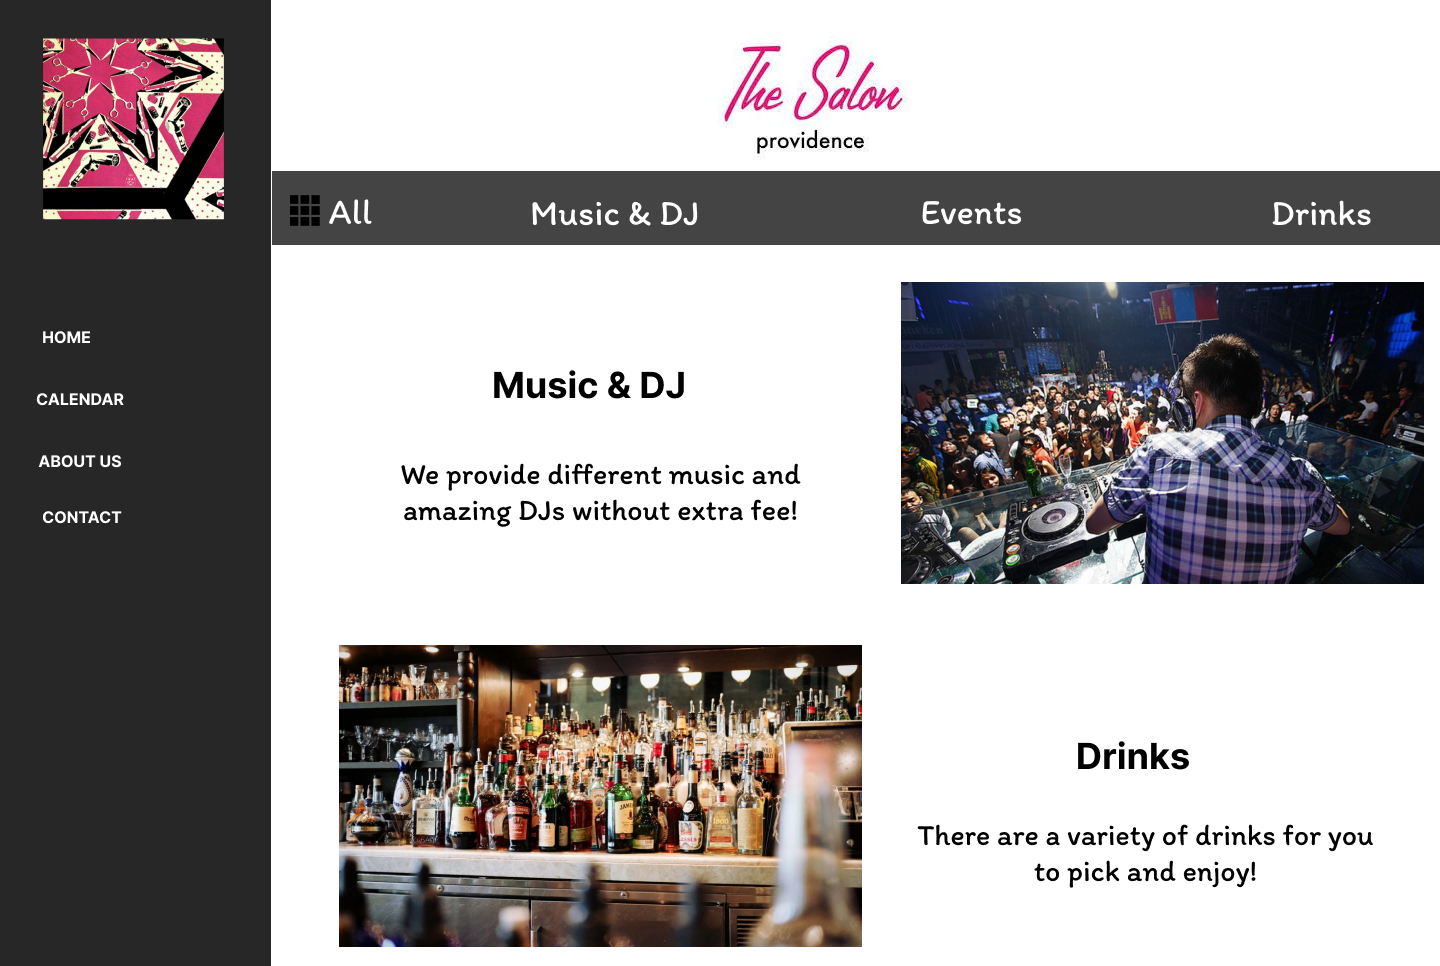 The Salon
providence
All
Music & DJ
Events
Drinks
HOME
CALENDAR
ABOUT US
CONTACT
Music & DJ
We provide different music and
amazing DJs without extra fee!
Drinks
There are a variety of drinks for you
to pick and enjoy!